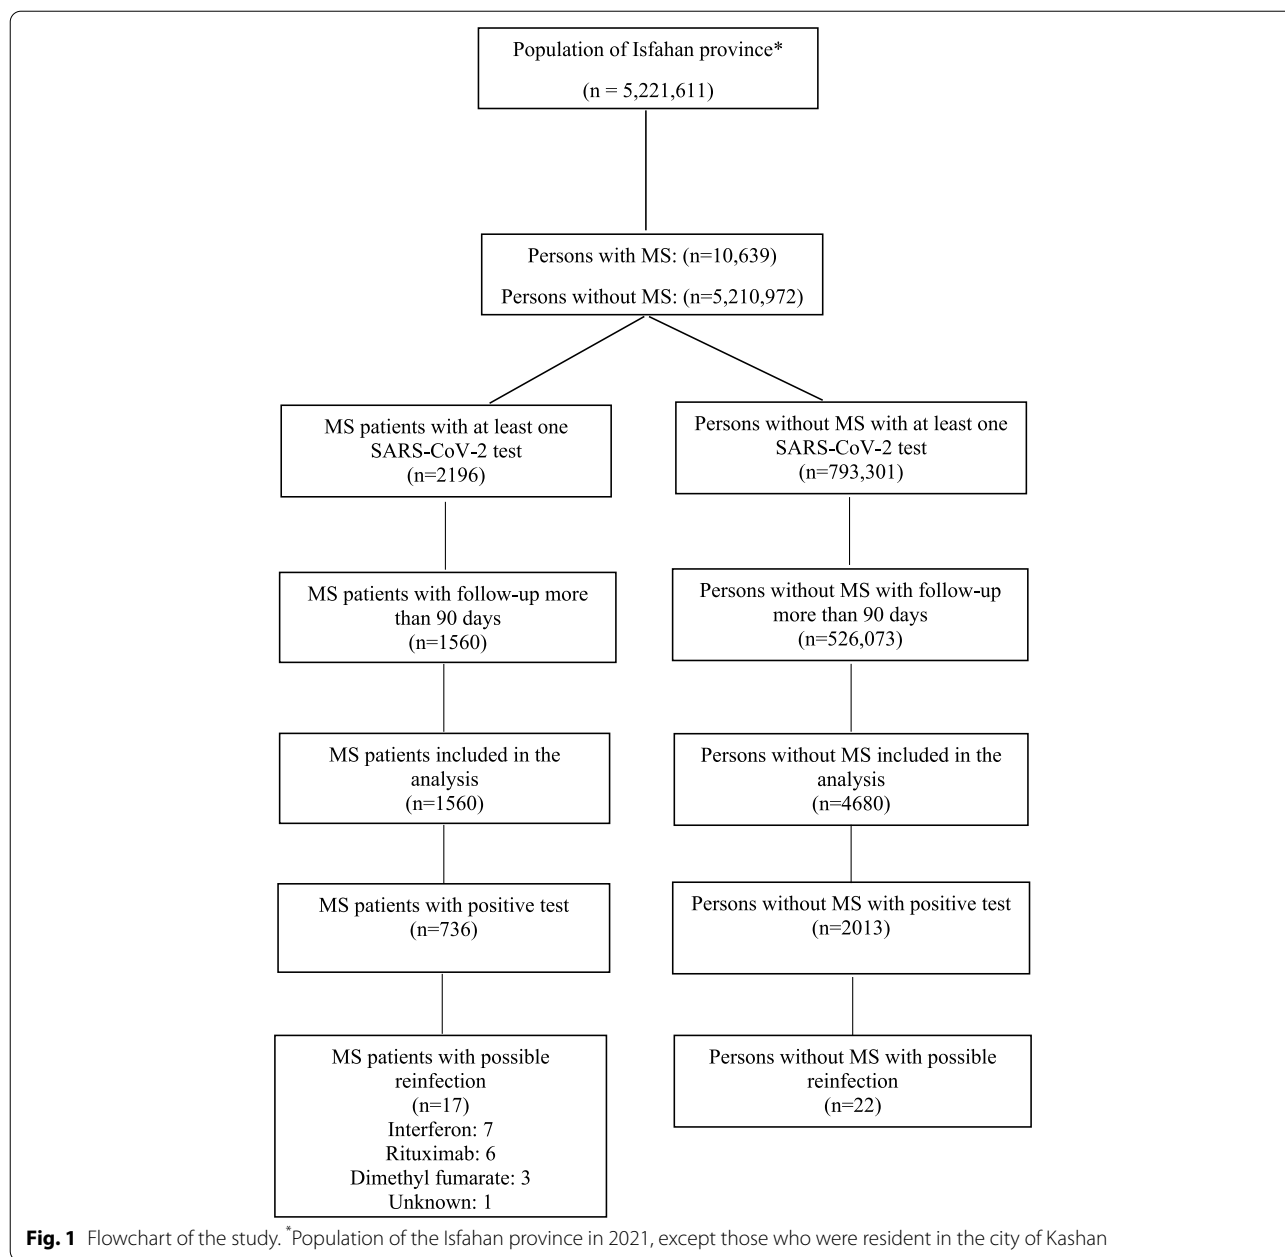 Population of Isfahan province*
(n = 5,221,611)
Persons with MS: (n=10,639)
Persons without MS: (n=5,210,972)
MS patients with at least one
SARS-CoV-2 test
(n=2196)
Persons without MS with at least one
SARS-CoV-2 test
(n=793,301)
MS patients with follow-up more
than 90 days
(n=1560)
Persons without MS with follow-up
more than 90 days
(n=526,073)
MS patients included in the
analysis
(n=1560)
Persons without MS included in the
analysis
(n=4680)
MS patients with positive test
(n=736)
Persons without MS with positive test
(n=2013)
MS patients with possible
reinfection
(n=17)
Interferon: 7
Rituximab: 6
Dimethyl fumarate: 3
Unknown: 1
Persons without MS with possible
reinfection
(n=22)
Fig. 1 Flowchart of the study. *Population of the Isfahan province in 2021, except those who were resident in the city of Kashan